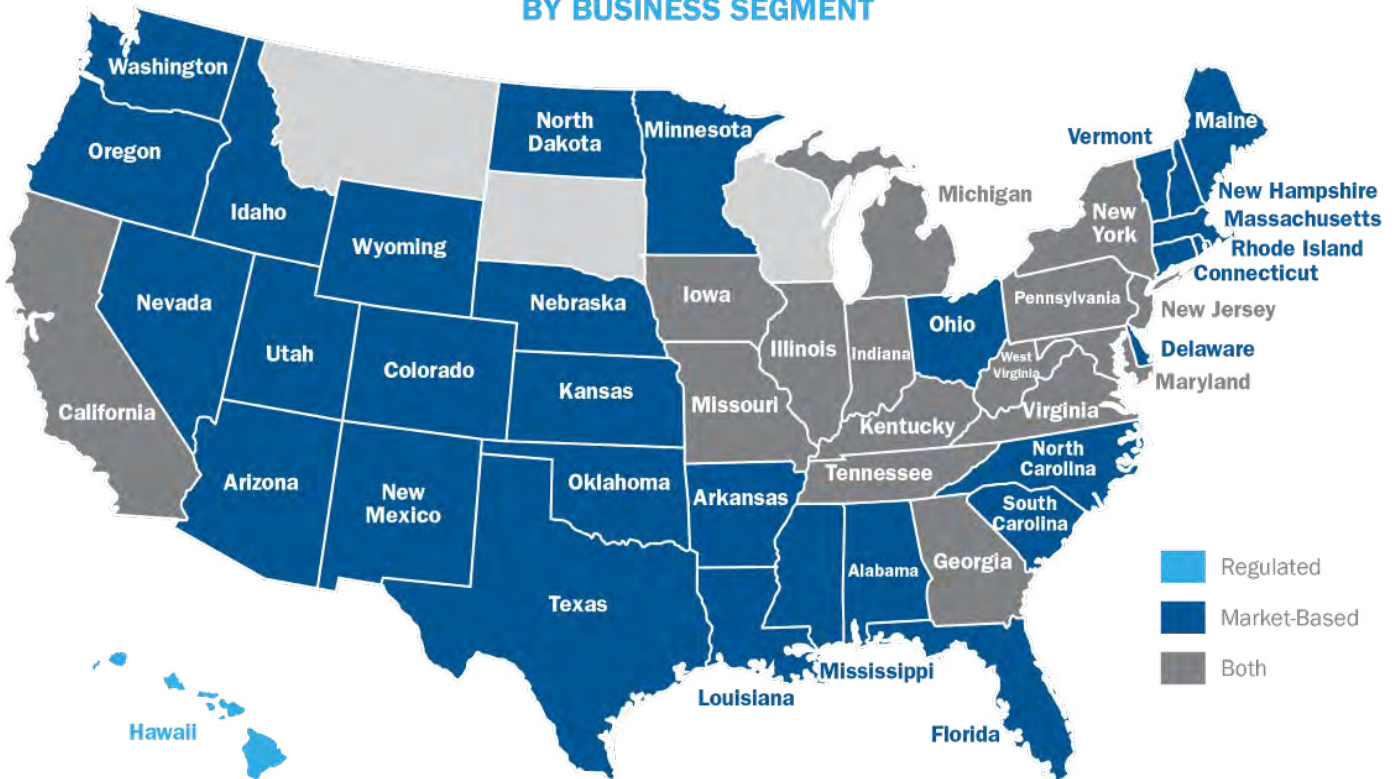 BY BUSINESS SEGMENT
Washington
Oregon
Idaho
North
Dakota
Minnesota
Wyoming
Nevada
Utah
Colorado
Nebraska
Kansas
California
Arizona
New
Mexico
Oklahoma
Texas
Iowa
Missouri
Arkansas
Illinois
Indiana
Michigan
Ohio
Kentucky
Tennessee
West
Virginia
Virginia
Pennsylvania
New
York
Vermont
Maine
New Hampshire
Massachusetts
Rhode Island
Connecticut
New Jersey
Delaware
Maryland
North
Carolina
South
Carolina
Georgia
Alabama
Mississippi
Louisiana
Florida
Hawaii
Regulated
Market-Based
Both